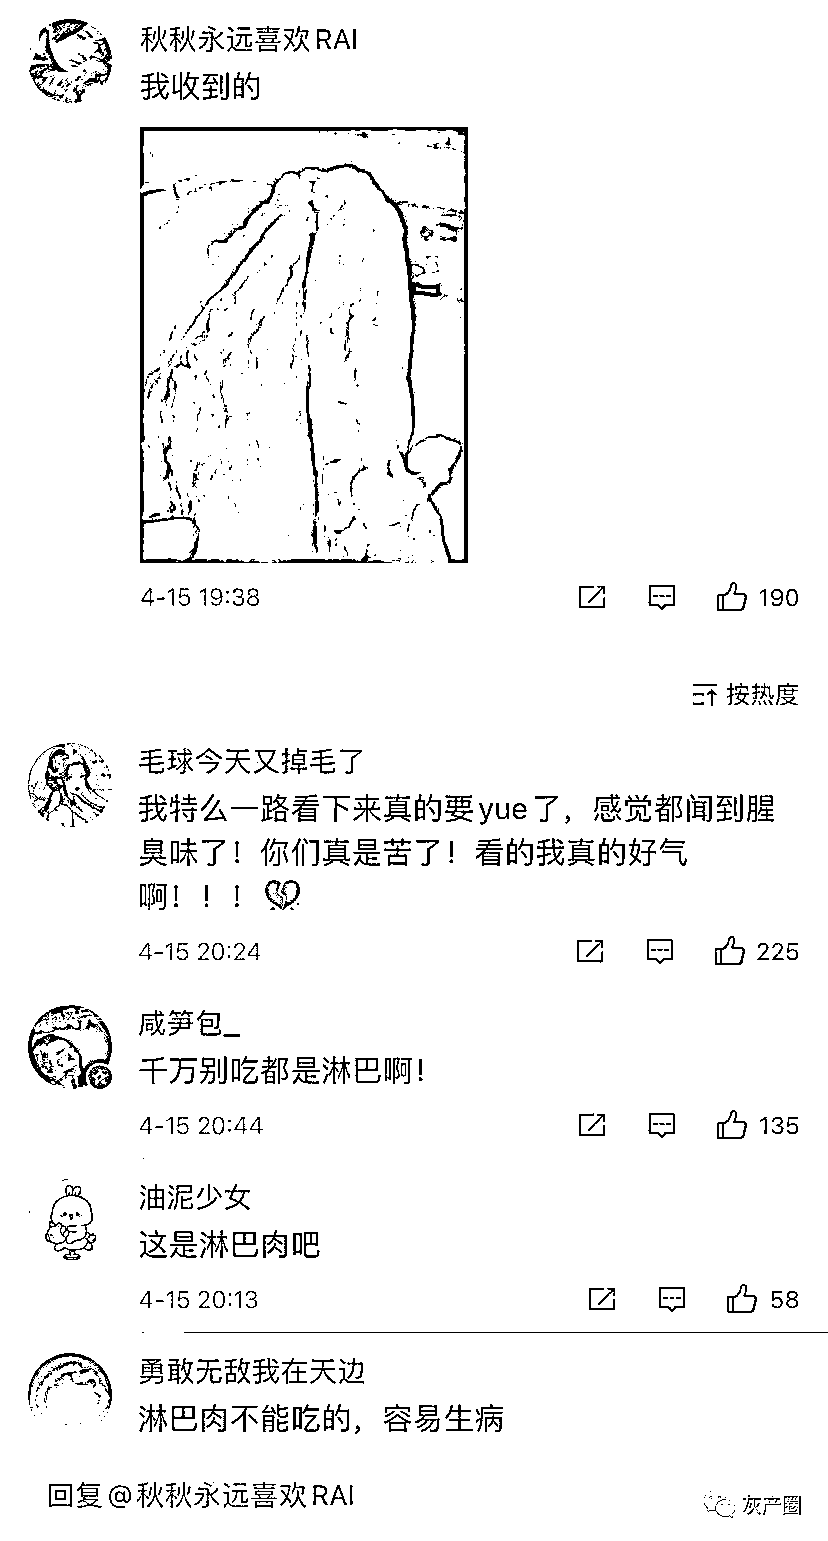 秋秋永远喜欢RAI
我收到的
4-15 19:38
190
按热度
毛球今天又掉毛了
我特么一路看下来真的要yue了，感觉都闻到腥
臭味了！你们真是苦了！看的我真的好气
啊！！！💔
4-15 20:24
225
咸笋包_
千万别吃都是淋巴啊！
4-15 20:44
135
油泥少女
这是淋巴肉吧
4-15 20:13
58
勇敢无敌我在天边
淋巴肉不能吃的，容易生病
回复@秋秋永远喜欢RAI
灰产圈